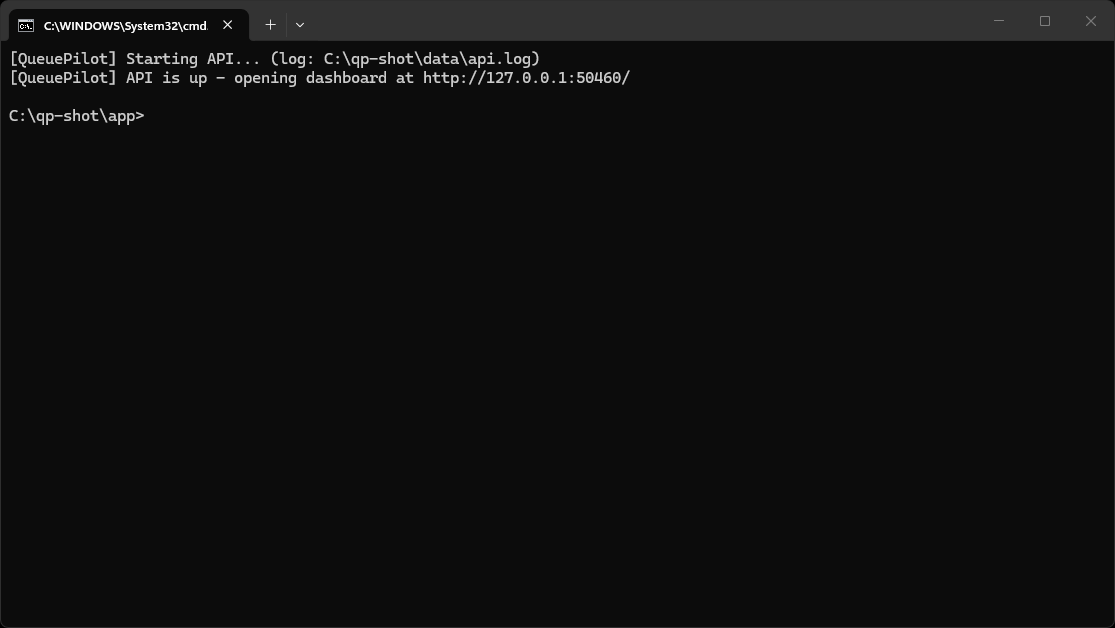 C:\WINDOWS\System32\cmd.
[QueuePilot] Starting API... (log: C:\qp-shot\data\api.log)
[QueuePilot] API is up - opening dashboard at http://127.0.0.1:50460/
C:\qp-shot\app>